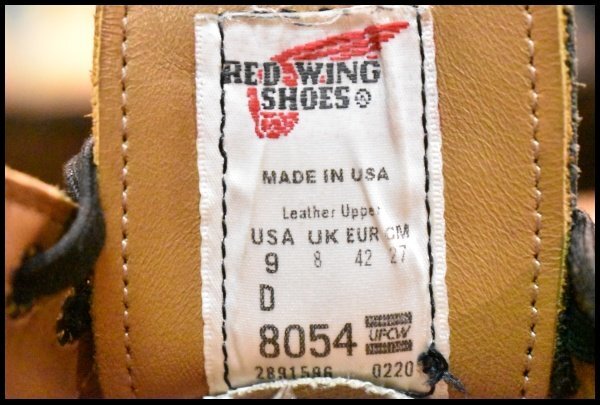 RED WING
SHOES®
MADE IN USA
Leather Upper
USA UK EUR CM
9 8 42 27
D
8054 UFCW
2891596 0220